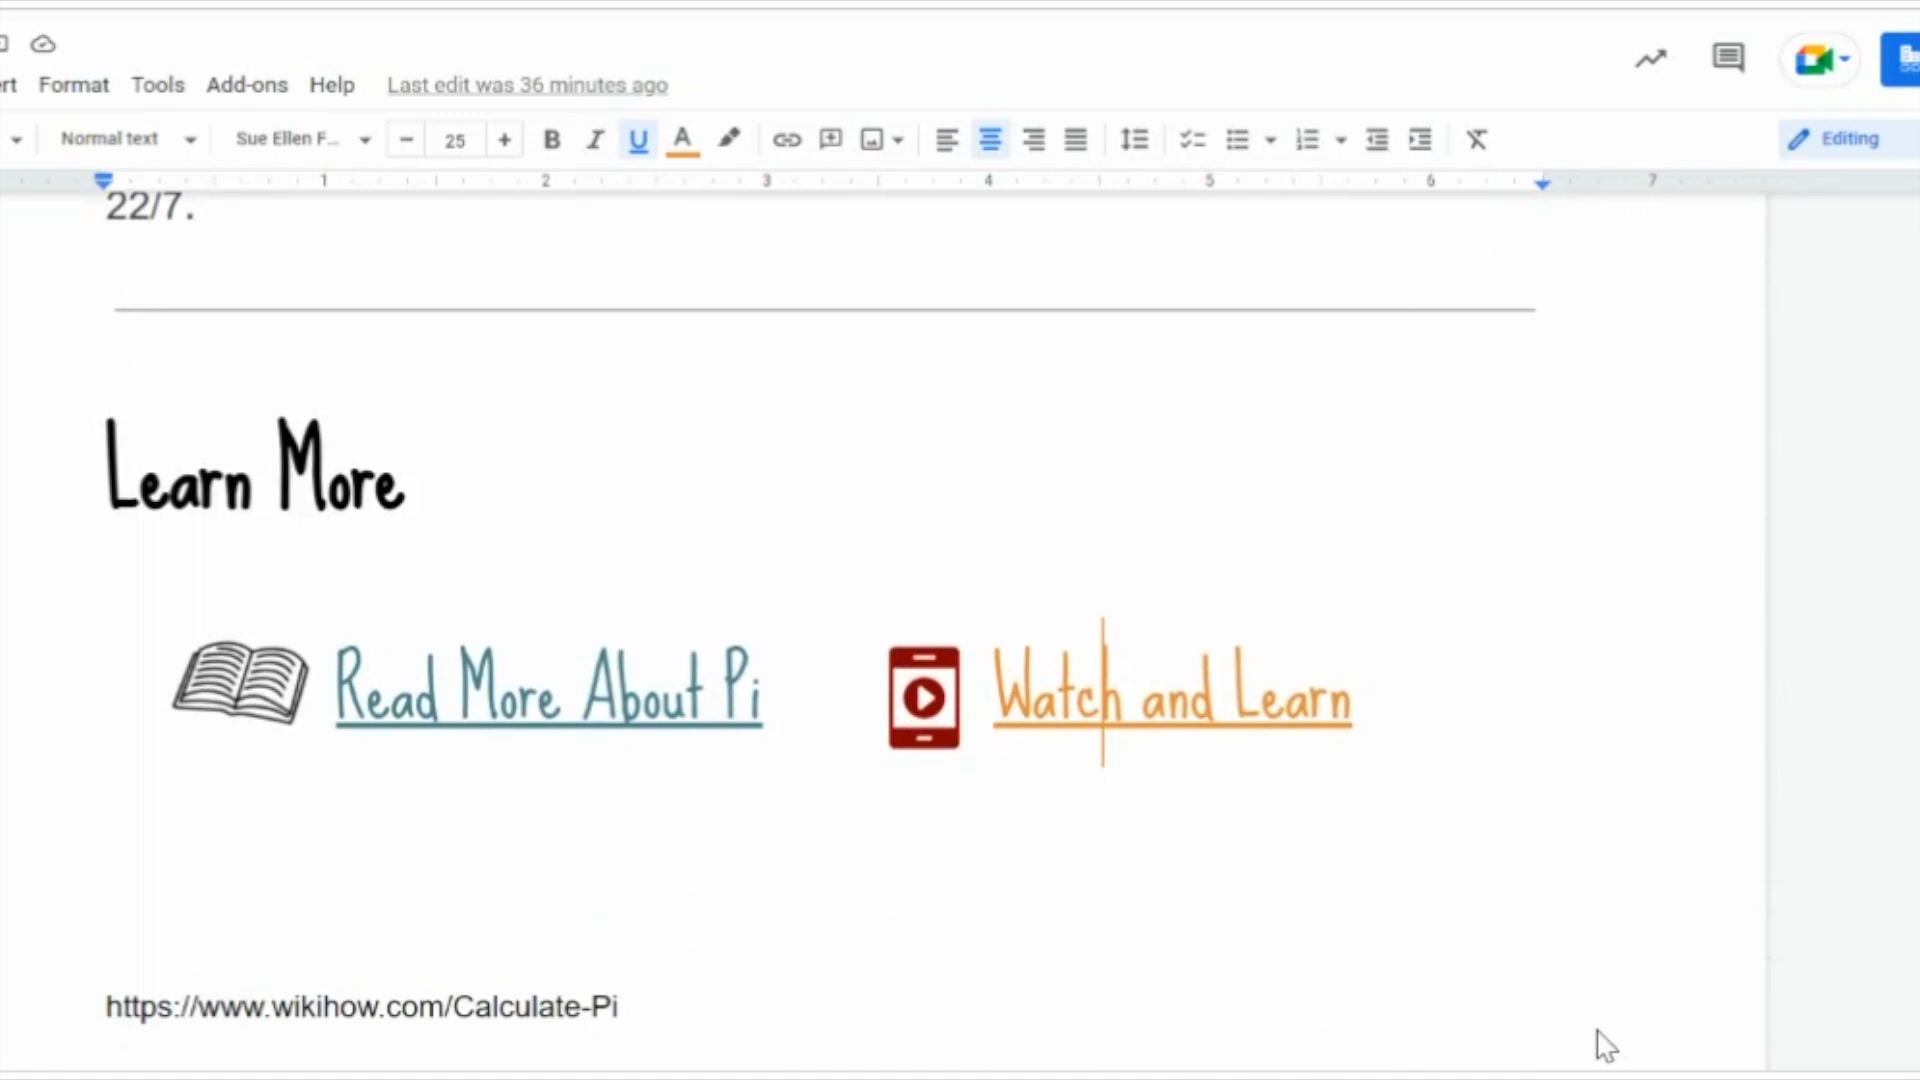 Format Tools Add-ons Help Last edit was 36 minutes ago
Normal text Sue Ellen F... − 25 + B I U A Editing
1 2 3 4 5 6 7
22/7.
Learn More
Read More About Pi Watch and Learn
https://www.wikihow.com/Calculate-Pi